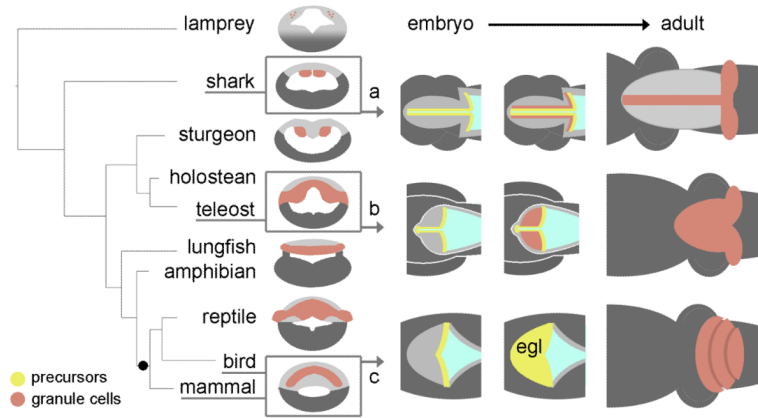 lamprey
embryo
adult
shark
a
sturgeon
holostean
teleost
b
lungfish
amphibian
reptile
egl
bird
mammal
c
precursors
granule cells